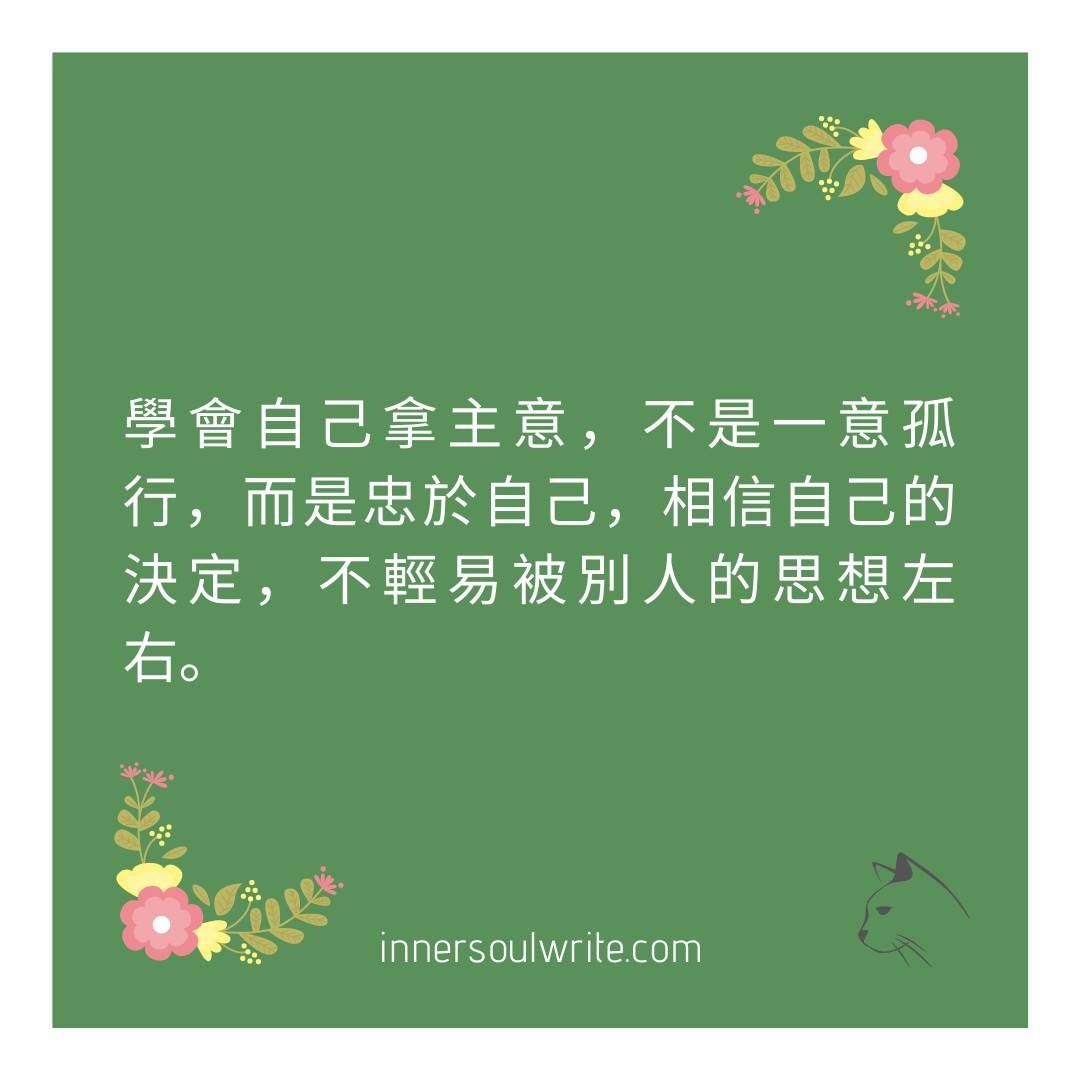 學會自己拿主意，不是一意孤
行，而是忠於自己，相信自己的
決定，不輕易被別人的思想左
右。
innersoulwrite.com